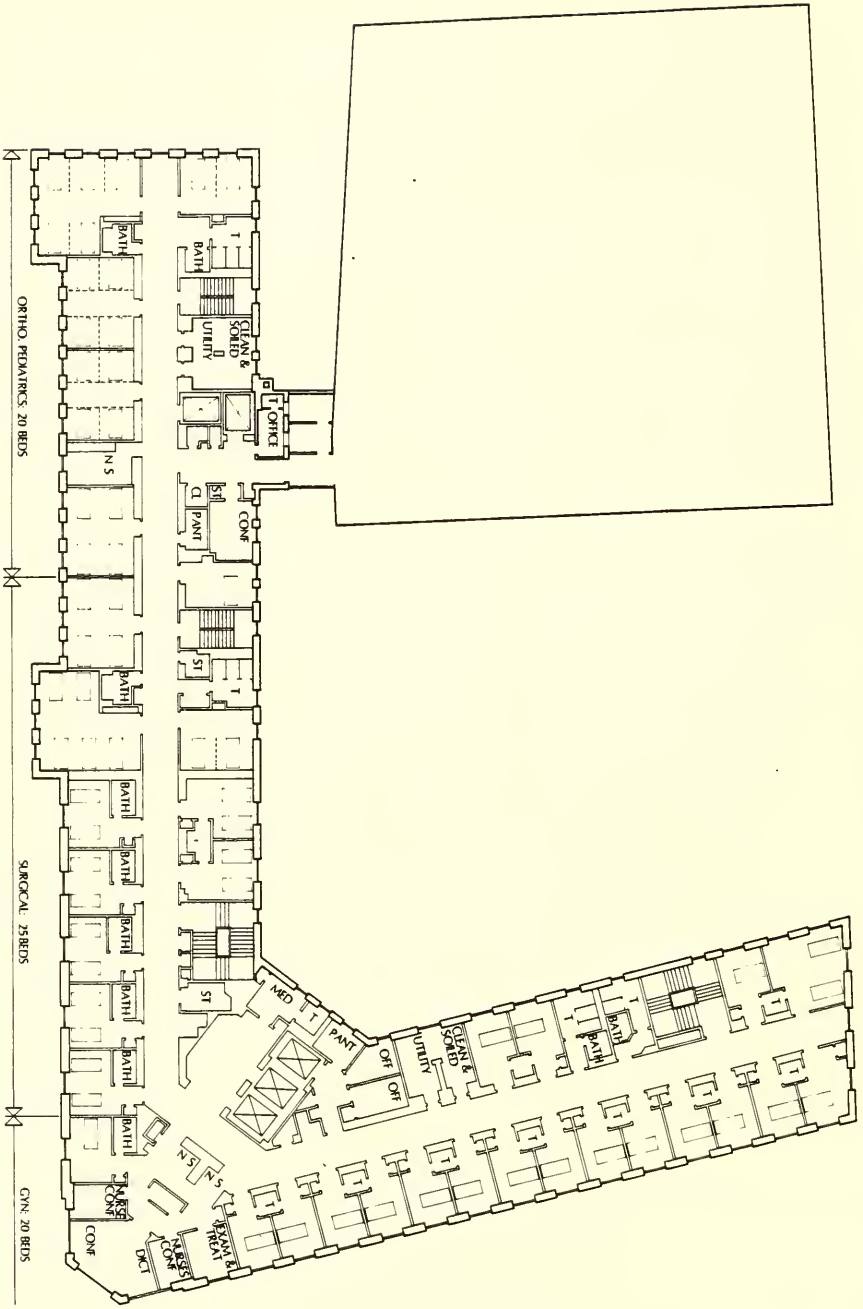 BATH
T
BATH
CLEAN &
SOILED
UTILITY
T
OFFICE
N S
ST
CL
CONF
PANT
ST
T
BATH
BATH
BATH
BATH
BATH
BATH
BATH
ST
MED
T
PANT
OFF
OFF
CLEAN &
SOILED
UTILITY
T
BATH
BATH
T
T
T
T
T
T
T
T
T
N S
N S
NURSE
CONF
CONF
DICT
NURSES
CONF
EXAM &
TREAT
ORTHO. PEDIATRICS: 20 BEDS
SURGICAL: 25 BEDS
GYN: 20 BEDS